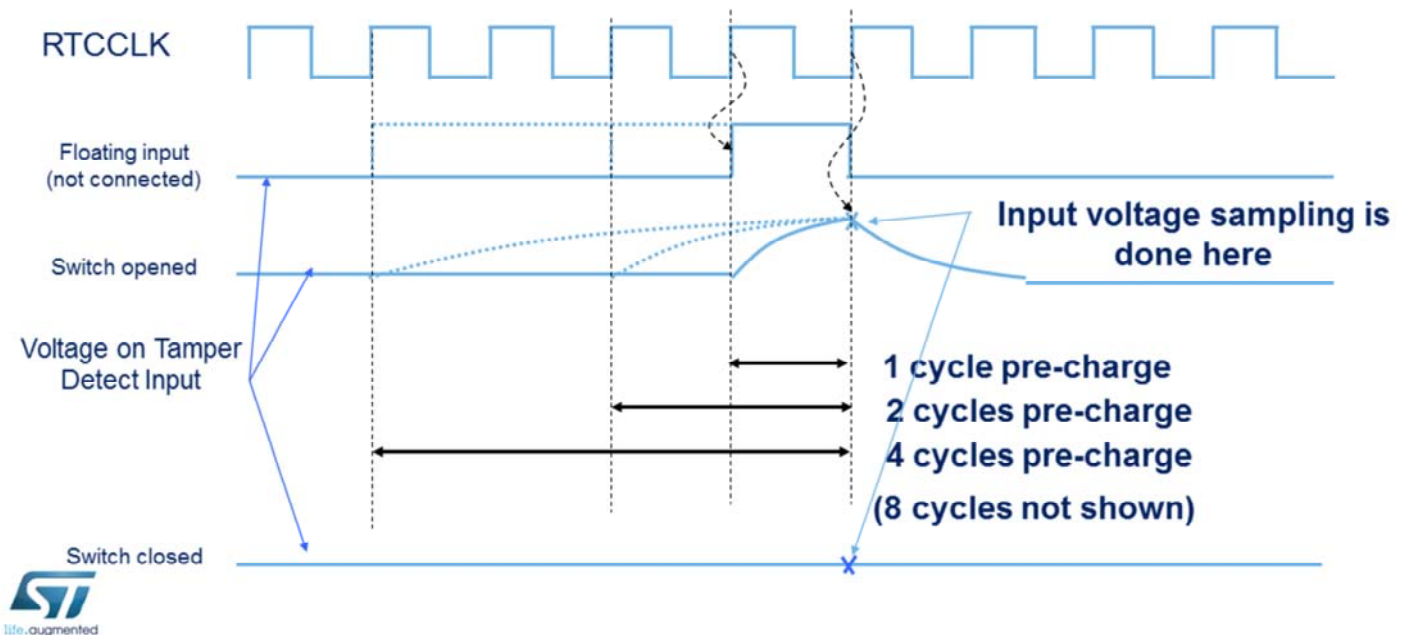 RTCCLK
Floating input
(not connected)
Input voltage sampling is
done here
Switch opened
Voltage on Tamper
Detect Input
1 cycle pre-charge
2 cycles pre-charge
4 cycles pre-charge
(8 cycles not shown)
Switch closed
ST
life.augmented